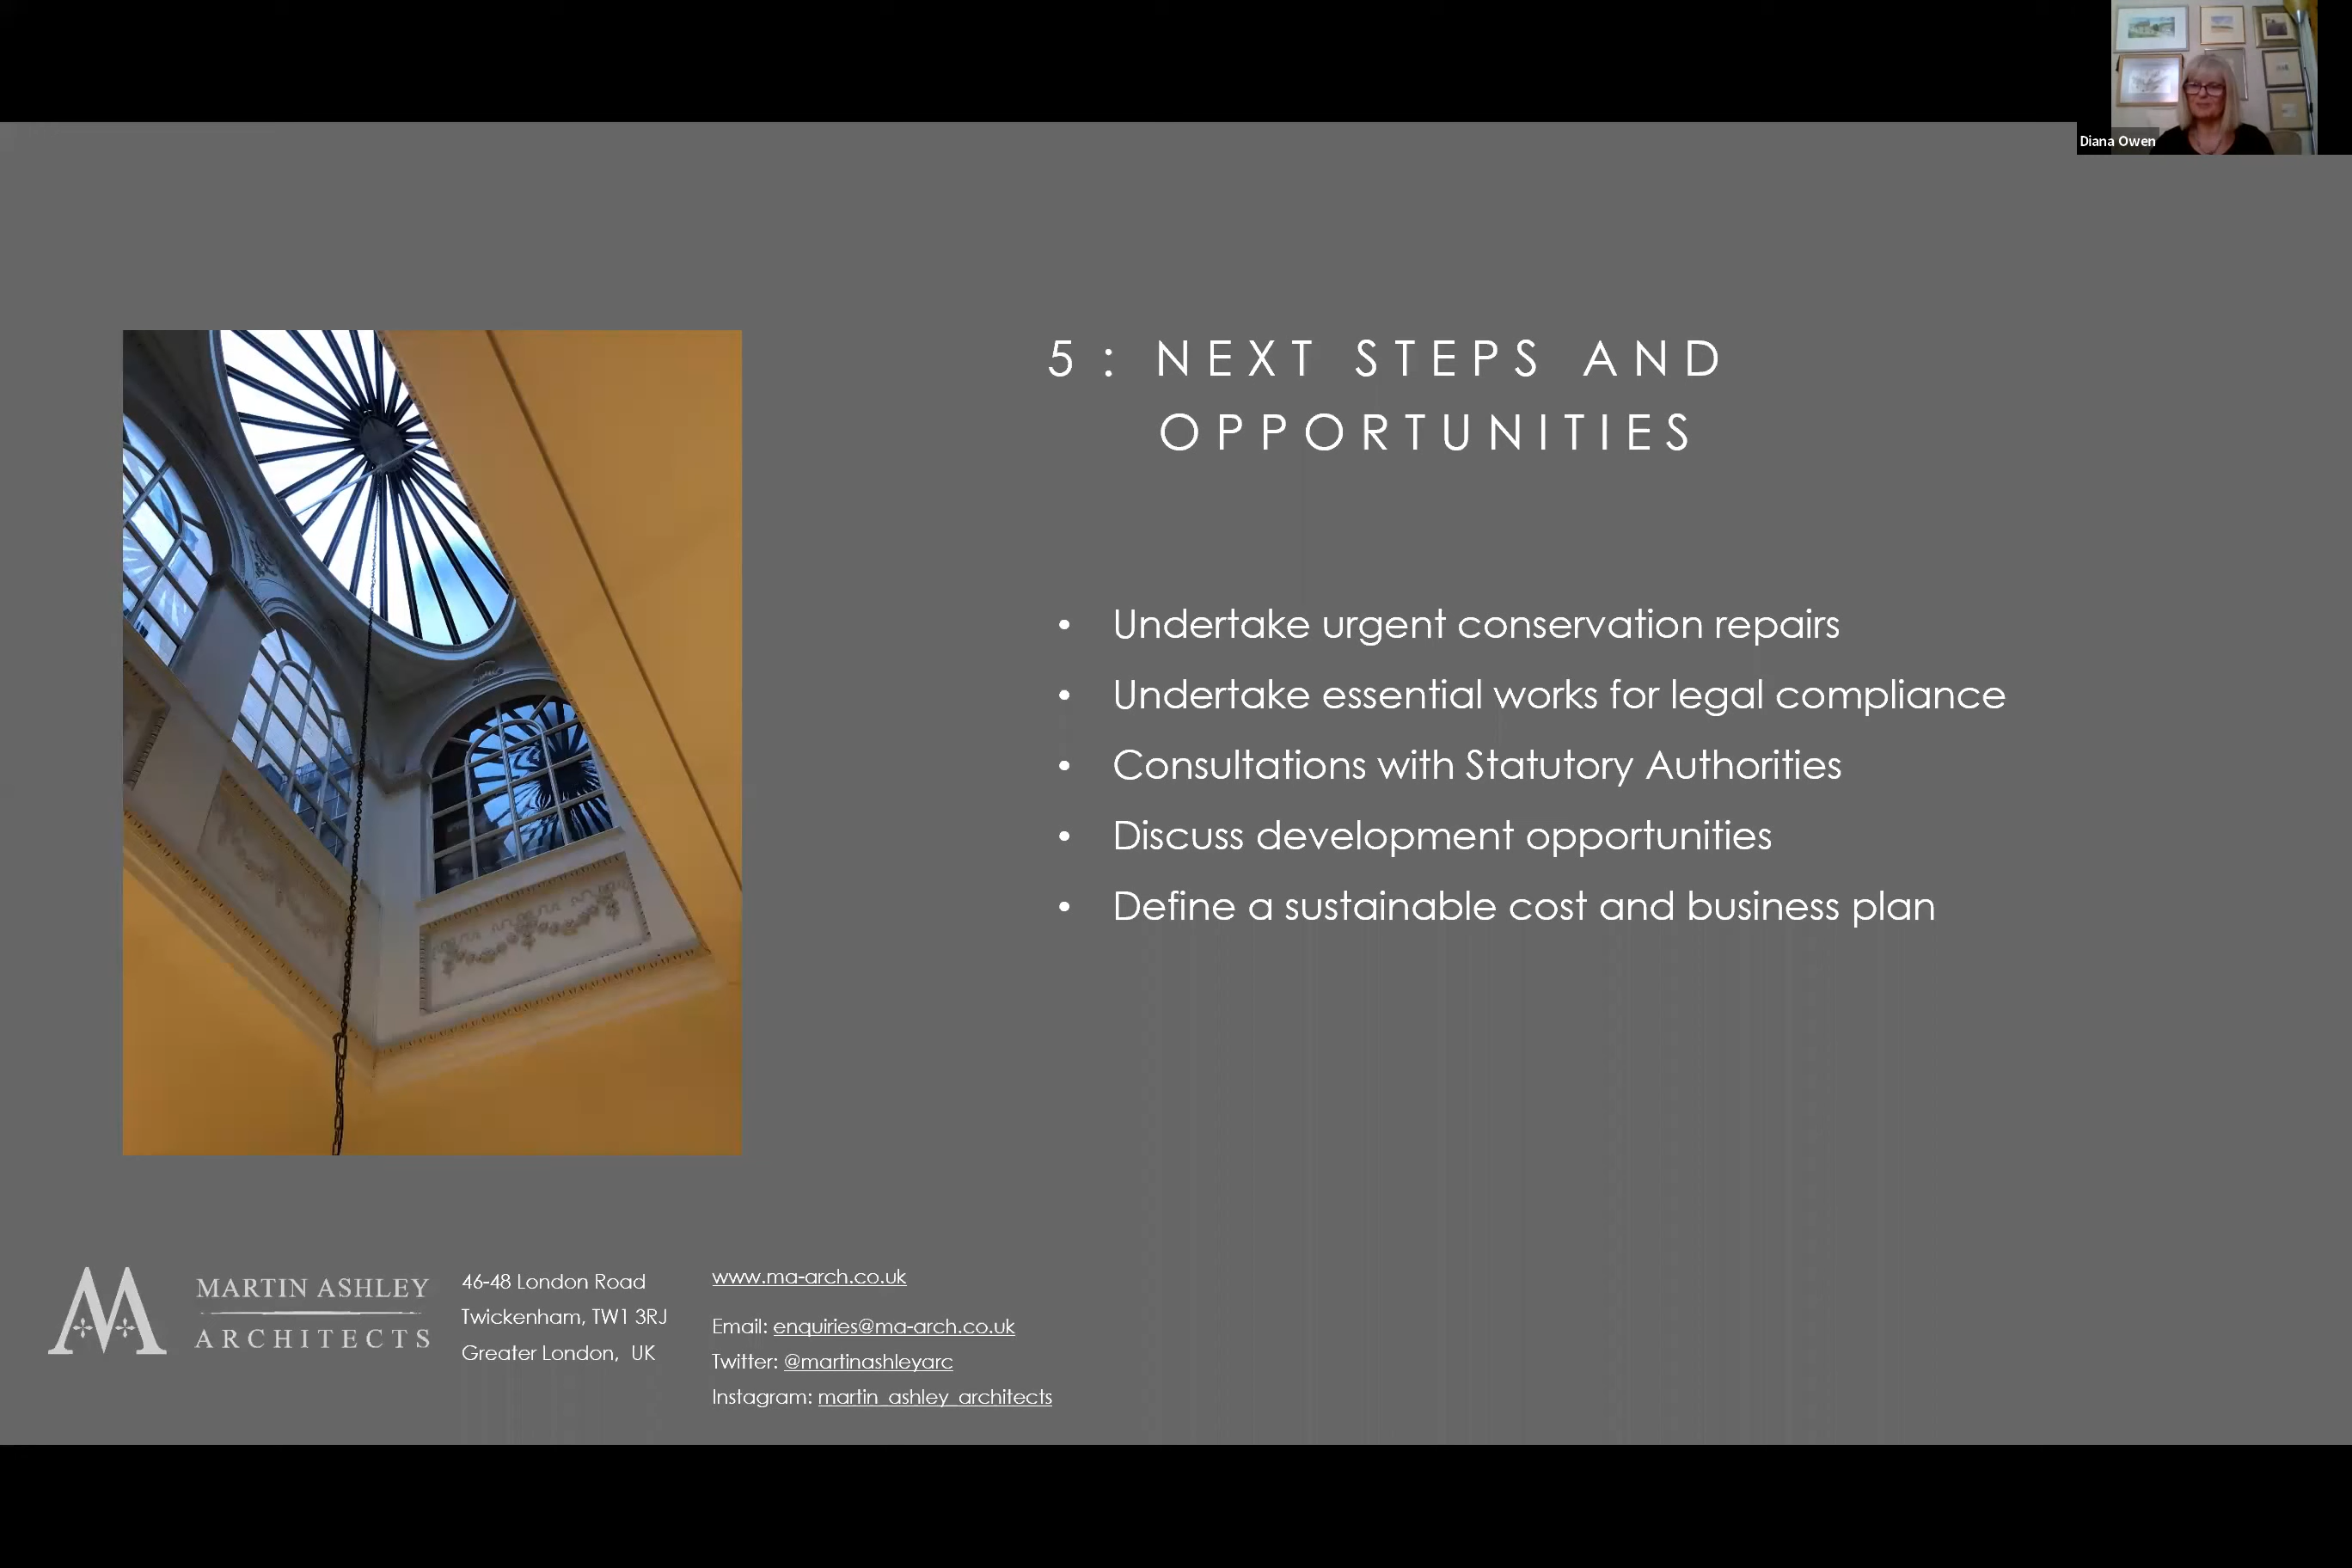 Diana Owen
5 : NEXT STEPS AND
OPPORTUNITIES
• Undertake urgent conservation repairs
• Undertake essential works for legal compliance
• Consultations with Statutory Authorities
• Discuss development opportunities
• Define a sustainable cost and business plan
MARTIN ASHLEY
ARCHITECTS
46-48 London Road
Twickenham, TW1 3RJ
Greater London, UK
www.ma-arch.co.uk
Email: enquiries@ma-arch.co.uk
Twitter: @martinashleyarc
Instagram: martin_ashley_architects